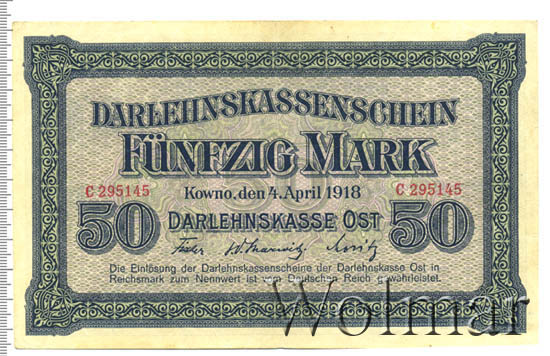 DARLEHNSKASSENSCHEIN
FÜNFZIG MARK
C 295145 Kowno, den 4. April 1918 C 295145
50 DARLEHNSKASSE OST 50
Die Einlösung der Darlehnskassenscheine der Darlehnskasse Ost in
Reichsmark zum Nennwert ist vom Deutschen Reich gewährleistet.
Wolmar